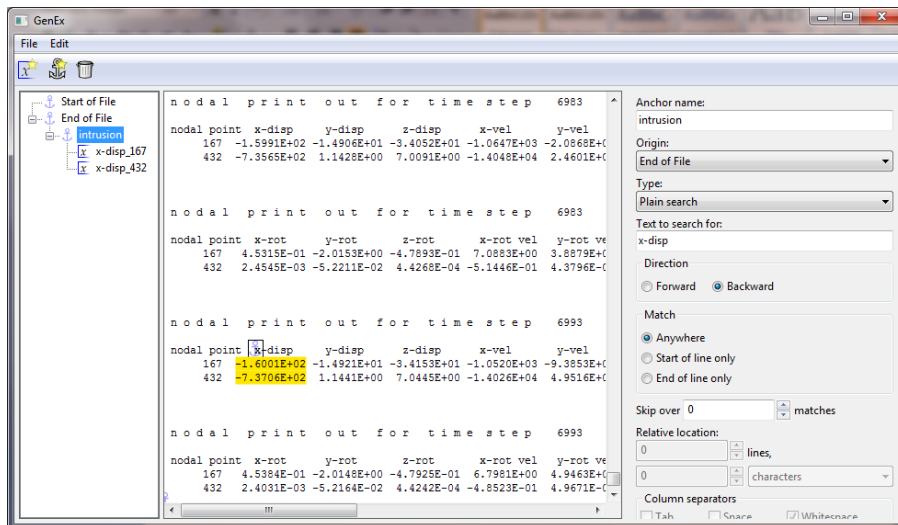 GenEx
File Edit
Start of File
End of File
intrusion
x x-disp_167
x x-disp_432
n o d a l   p r i n t   o u t   f o r   t i m e   s t e p   6983
nodal point x-disp y-disp z-disp x-vel y-vel
167 -1.5991E+02 -1.4906E+01 -3.4052E+01 -1.0647E+03 -2.0868E+0
432 -7.3565E+02 1.1428E+00 7.0091E+00 -1.4048E+04 2.4601E+0
n o d a l   p r i n t   o u t   f o r   t i m e   s t e p   6983
nodal point x-rot y-rot z-rot x-rot vel y-rot ve
167 4.5315E-01 -2.0153E+00 -4.7893E-01 7.0883E+00 3.8879E+0
432 2.4545E-03 -5.2211E-02 4.4268E-04 -5.1446E-01 4.3796E-0
n o d a l   p r i n t   o u t   f o r   t i m e   s t e p   6993
nodal point x-disp y-disp z-disp x-vel y-vel
167 -1.6001E+02 -1.4921E+01 -3.4153E+01 -1.0520E+03 -9.3853E+0
432 -7.3706E+02 1.1441E+00 7.0445E+00 -1.4026E+04 4.9516E+0
n o d a l   p r i n t   o u t   f o r   t i m e   s t e p   6993
nodal point x-rot y-rot z-rot x-rot vel y-rot ve
167 4.5384E-01 -2.0148E+00 -4.7925E-01 6.7981E+00 4.9463E+0
432 2.4031E-03 -5.2164E-02 4.4242E-04 -4.8523E-01 4.9671E-0
Anchor name:
intrusion
Origin:
End of File
Type:
Plain search
Text to search for:
x-disp
Direction
Forward Backward
Match
Anywhere
Start of line only
End of line only
Skip over 0 matches
Relative location:
0 lines,
0 characters
Column separators
Tab Space Whitespace